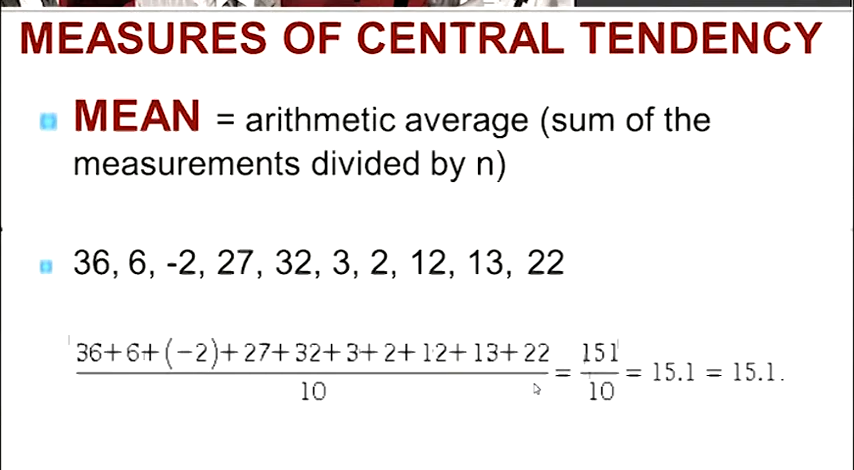 MEASURES OF CENTRAL TENDENCY
MEAN = arithmetic average (sum of the
measurements divided by n)
36, 6, -2, 27, 32, 3, 2, 12, 13, 22
36+6+(−2)+27+32+3+2+12+13+22 / 10 = 151 / 10 = 15.1 = 15.1.